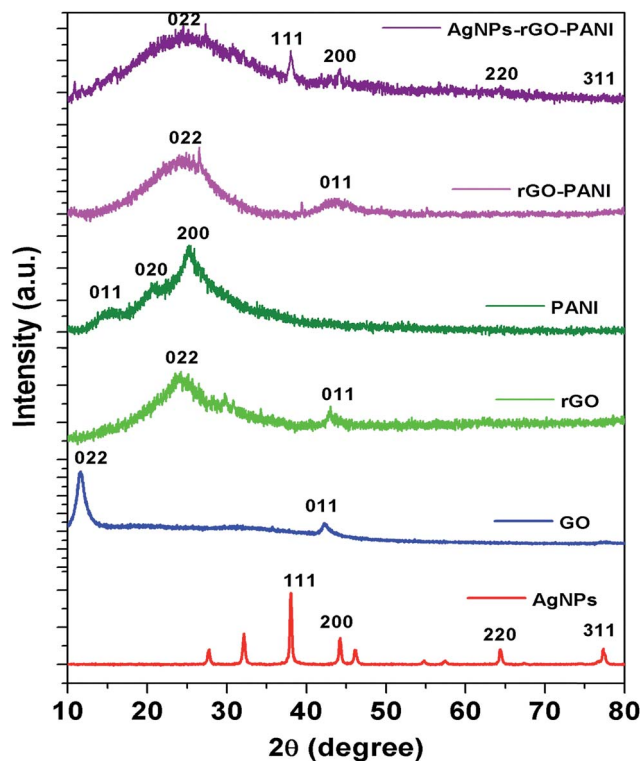 022
AgNPs-rGO-PANI
111
200
220
311
022
rGO-PANI
011
200
020
011
PANI
022
rGO
011
022
011
GO
111
AgNPs
200
220
311
10 20 30 40 50 60 70 80
2θ (degree)
Intensity (a.u.)